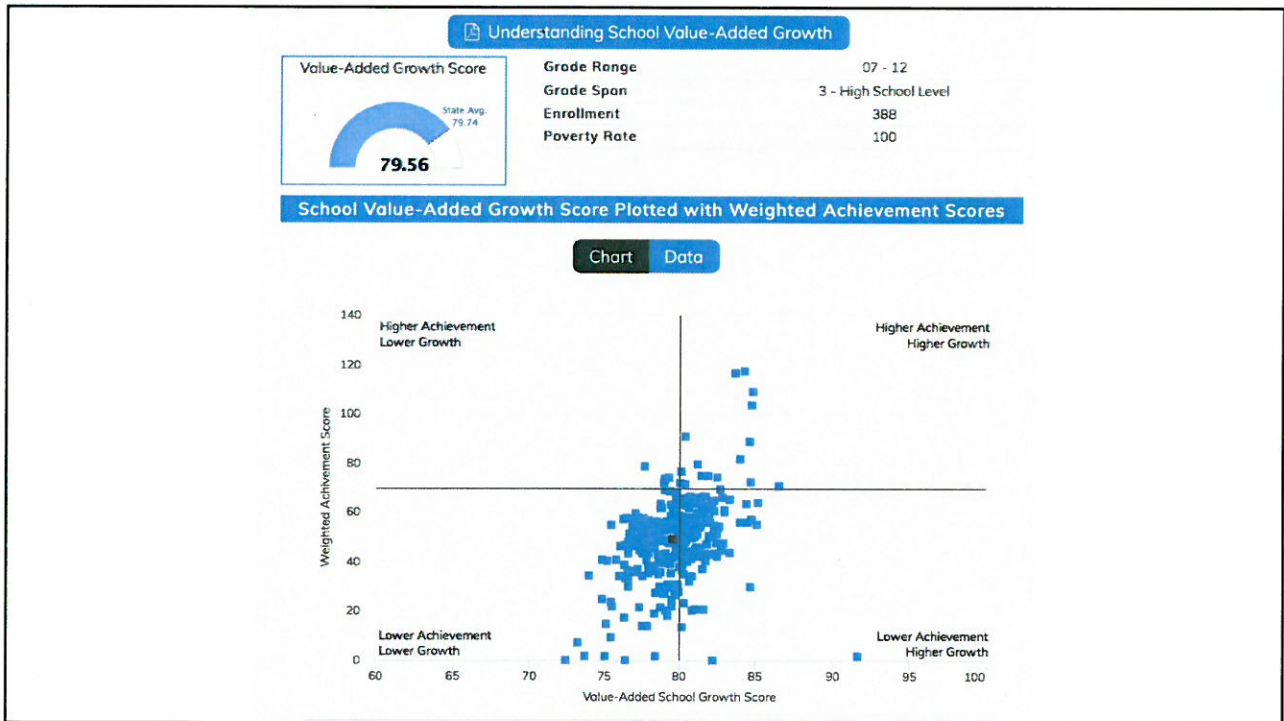 Understanding School Value-Added Growth
Value-Added Growth Score
State Avg.
79.74
79.56
Grade Range 07 - 12
Grade Span 3 - High School Level
Enrollment 388
Poverty Rate 100
School Value-Added Growth Score Plotted with Weighted Achievement Scores
Chart Data
140
120
100
80
60
40
20
0
Weighted Achivement Score
Higher Achievement
Lower Growth
Higher Achievement
Higher Growth
Lower Achievement
Lower Growth
Lower Achievement
Higher Growth
60 65 70 75 80 85 90 95 100
Value-Added School Growth Score